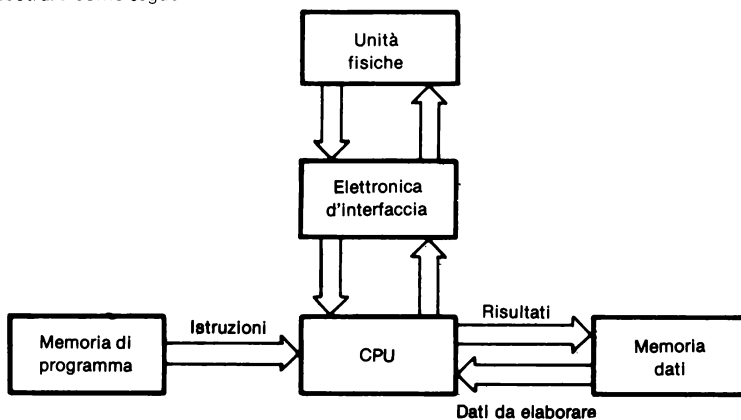 Unità
fisiche
Elettronica
d'interfaccia
Istruzioni
Risultati
Memoria di
programma
CPU
Memoria
dati
Dati da elaborare